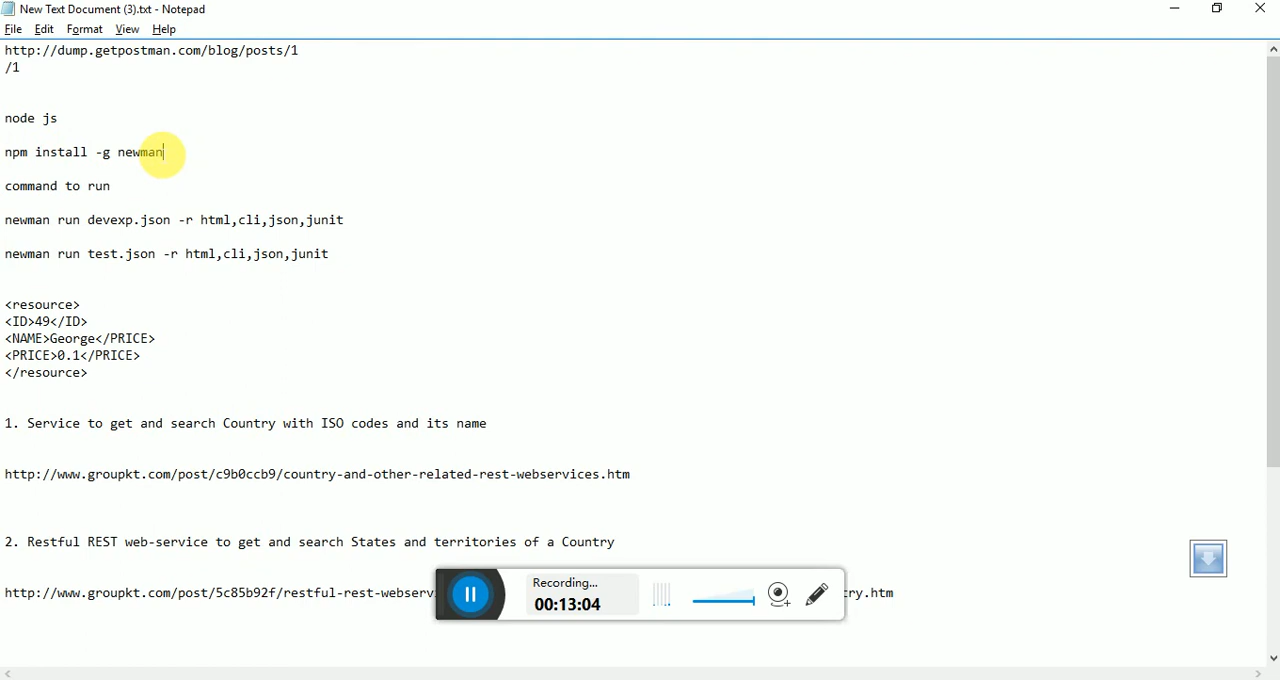 New Text Document (3).txt - Notepad
File Edit Format View Help
http://dump.getpostman.com/blog/posts/1
/1
node js
npm install -g newman
command to run
newman run devexp.json -r html,cli,json,junit
newman run test.json -r html,cli,json,junit
<resource>
<ID>49</ID>
<NAME>George</PRICE>
<PRICE>0.1</PRICE>
</resource>
1. Service to get and search Country with ISO codes and its name
http://www.groupkt.com/post/c9b0ccb9/country-and-other-related-rest-webservices.htm
2. Restful REST web-service to get and search States and territories of a Country
http://www.groupkt.com/post/5c85b92f/restful-rest-webserv
ry.htm
Recording...
00:13:04